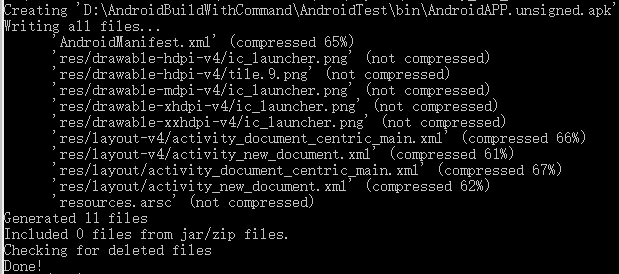 Creating 'D:\AndroidBuildWithCommand\AndroidTest\bin\AndroidAPP.unsigned.apk'
Writing all files...
'AndroidManifest.xml' (compressed 65%)
'res/drawable-hdpi-v4/ic_launcher.png' (not compressed)
'res/drawable-hdpi-v4/tile.9.png' (not compressed)
'res/drawable-mdpi-v4/ic_launcher.png' (not compressed)
'res/drawable-xhdpi-v4/ic_launcher.png' (not compressed)
'res/drawable-xxhdpi-v4/ic_launcher.png' (not compressed)
'res/layout-v4/activity_document_centric_main.xml' (compressed 66%)
'res/layout-v4/activity_new_document.xml' (compressed 61%)
'res/layout/activity_document_centric_main.xml' (compressed 67%)
'res/layout/activity_new_document.xml' (compressed 62%)
'resources.arsc' (not compressed)
Generated 11 files
Included 0 files from jar/zip files.
Checking for deleted files
Done!